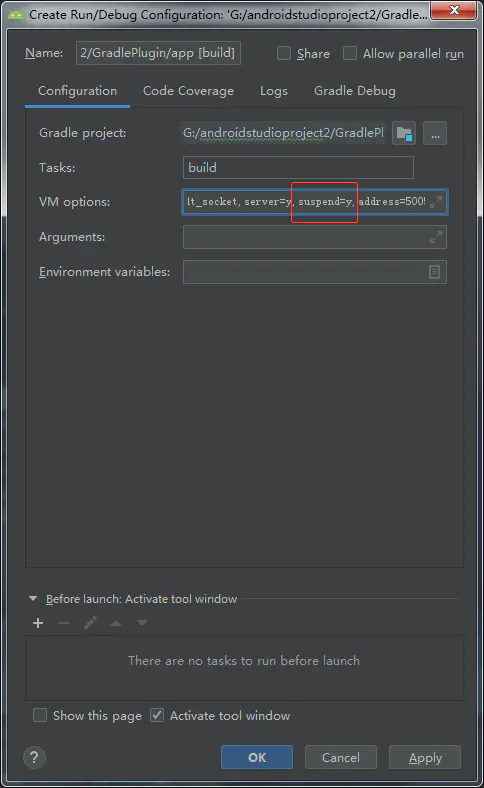 Create Run/Debug Configuration: 'G:/androidstudioproject2/Gradle...
Name: 2/GradlePlugin/app [build] Share Allow parallel run
Configuration Code Coverage Logs Gradle Debug
Gradle project: G:/androidstudioproject2/GradlePl ...
Tasks: build
VM options: lt_socket,server=y,suspend=y,address=5005
Arguments:
Environment variables:
Before launch: Activate tool window
There are no tasks to run before launch
Show this page Activate tool window
? OK Cancel Apply